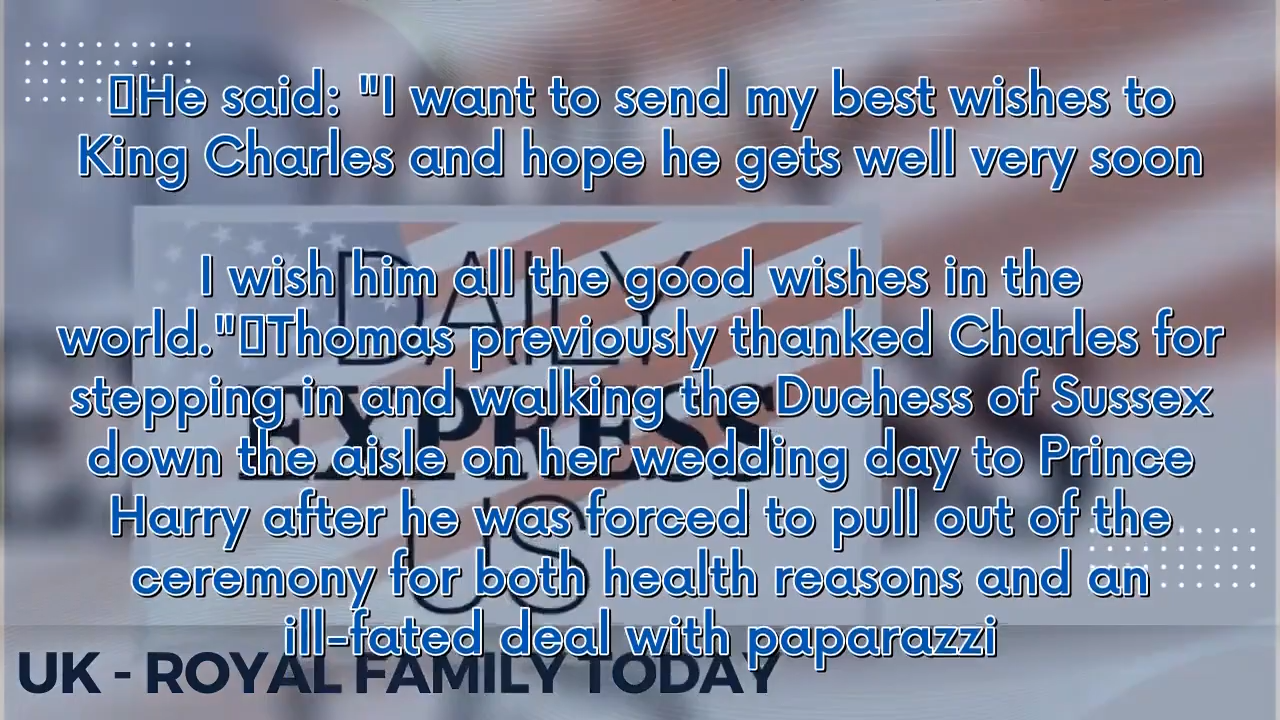 ▯He said: "I want to send my best wishes to
King Charles and hope he gets well very soon
I wish him all the good wishes in the
world."▯Thomas previously thanked Charles for
stepping in and walking the Duchess of Sussex
down the aisle on her wedding day to Prince
Harry after he was forced to pull out of the
ceremony for both health reasons and an
ill-fated deal with paparazzi
DAILY
EXPRESS
US
UK - ROYAL FAMILY TODAY